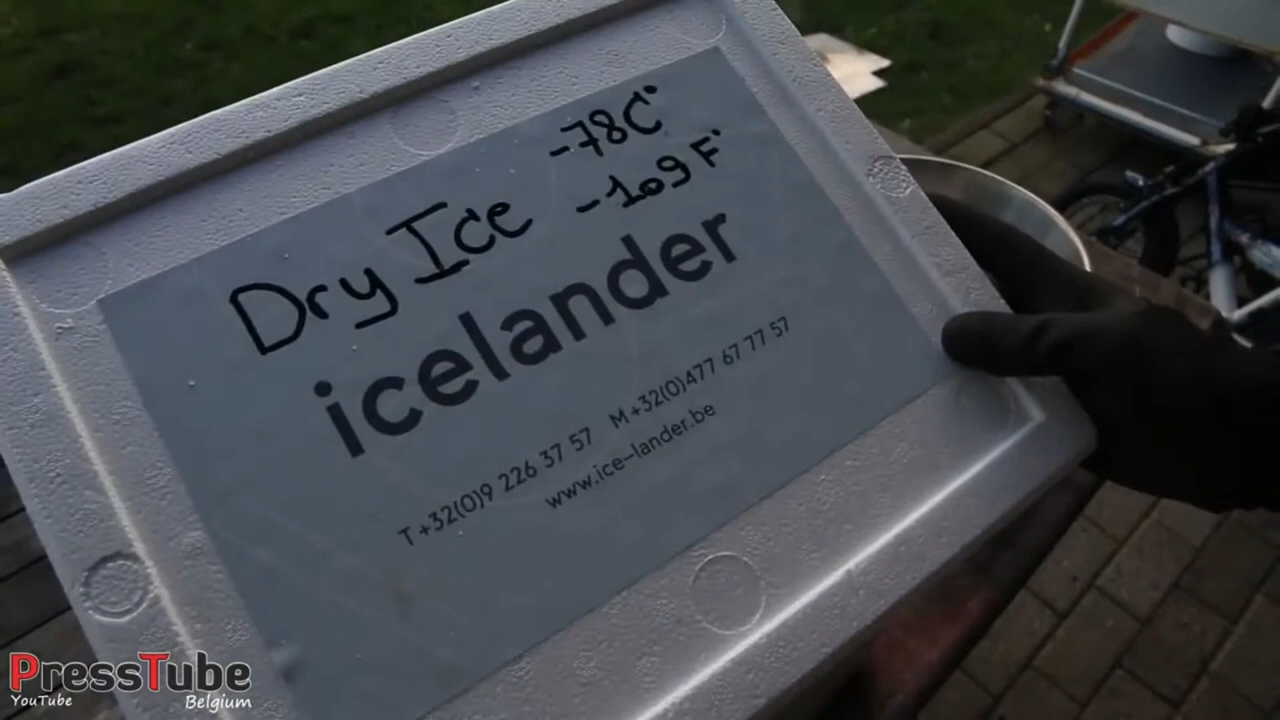 -78C°
Dry Ice -109 F°
icelander
T +32(0)9 226 37 57 M +32(0)477 67 77 57
www.ice-lander.be
PressTube
YouTube Belgium